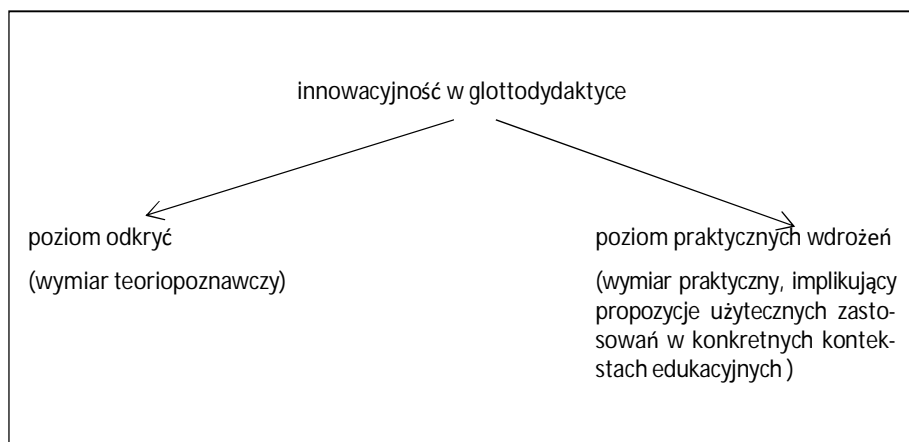 innowacyjność w glottodydaktyce
poziom odkryć
(wymiar teoriopoznawczy)
poziom praktycznych wdrożeń
(wymiar praktyczny, implikujący
propozycje użytecznych zasto-
sowań w konkretnych kontek-
stach edukacyjnych )